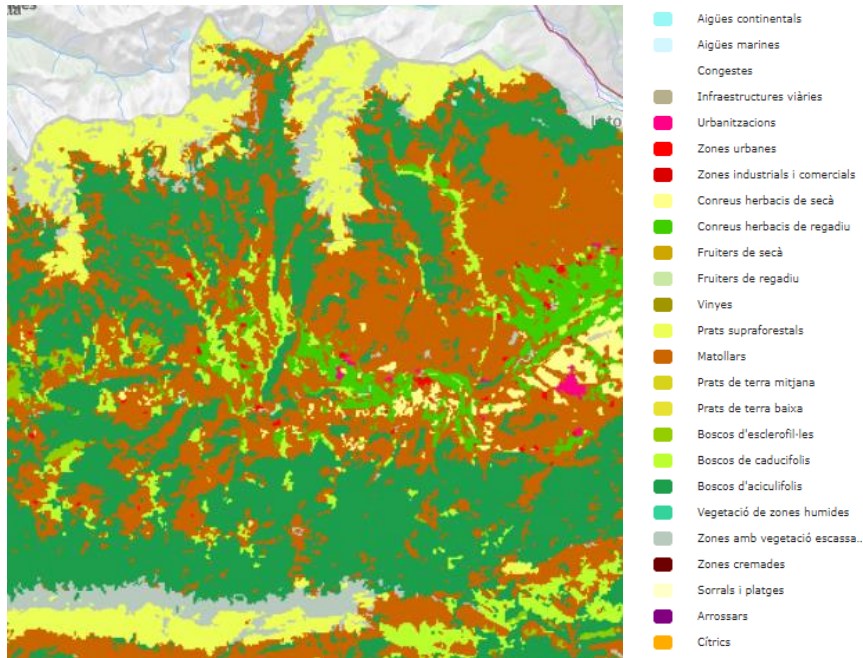 Aigües continentals
Aigües marines
Congestes
Infraestructures viàries
Urbanitzacions
Zones urbanes
Zones industrials i comercials
Conreus herbacis de secà
Conreus herbacis de regadiu
Fruiters de secà
Fruiters de regadiu
Vinyes
Prats supraforestals
Matollars
Prats de terra mitjana
Prats de terra baixa
Boscos d'esclerofil·les
Boscos de caducifolis
Boscos d'aciculifolis
Vegetació de zones humides
Zones amb vegetació escassa..
Zones cremades
Sorrals i platges
Arrossars
Cítrics